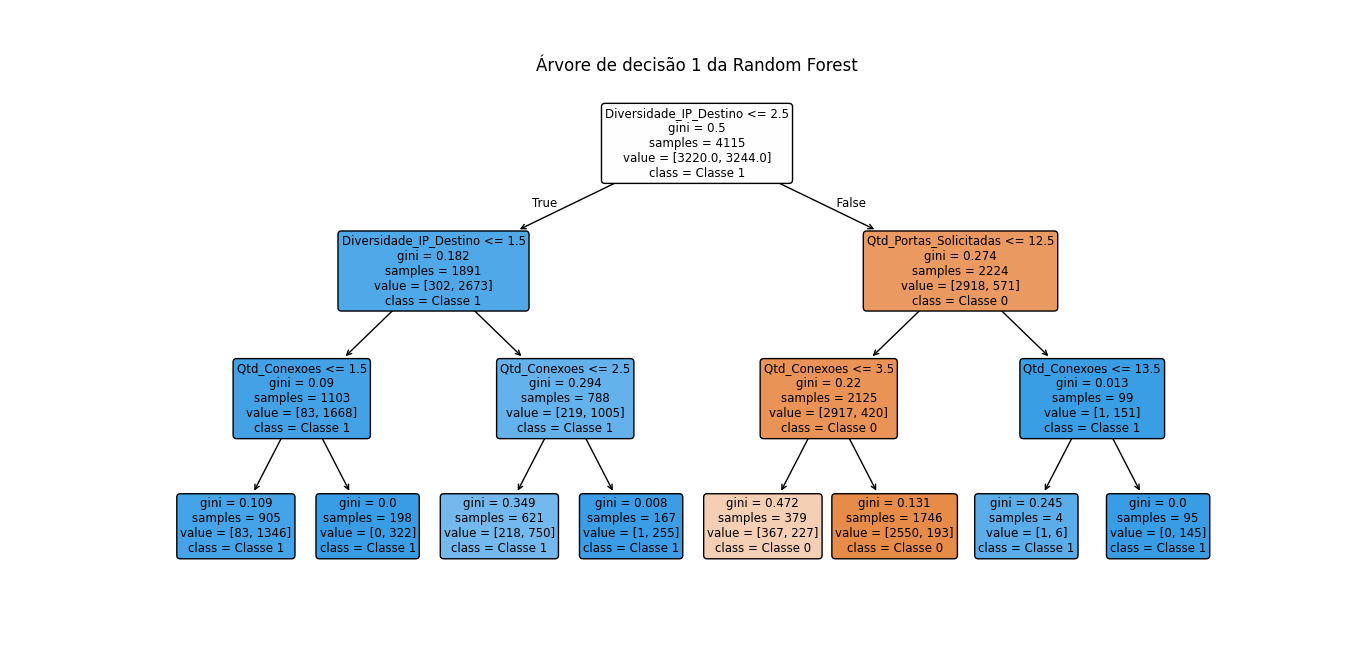 Árvore de decisão 1 da Random Forest
Diversidade_IP_Destino <= 2.5
gini = 0.5
samples = 4115
value = [3220.0, 3244.0]
class = Classe 1
True
False
Diversidade_IP_Destino <= 1.5
gini = 0.182
samples = 1891
value = [302, 2673]
class = Classe 1
Qtd_Portas_Solicitadas <= 12.5
gini = 0.274
samples = 2224
value = [2918, 571]
class = Classe 0
Qtd_Conexoes <= 1.5
gini = 0.09
samples = 1103
value = [83, 1668]
class = Classe 1
Qtd_Conexoes <= 2.5
gini = 0.294
samples = 788
value = [219, 1005]
class = Classe 1
Qtd_Conexoes <= 3.5
gini = 0.22
samples = 2125
value = [2917, 420]
class = Classe 0
Qtd_Conexoes <= 13.5
gini = 0.013
samples = 99
value = [1, 151]
class = Classe 1
gini = 0.109
samples = 905
value = [83, 1346]
class = Classe 1
gini = 0.0
samples = 198
value = [0, 322]
class = Classe 1
gini = 0.349
samples = 621
value = [218, 750]
class = Classe 1
gini = 0.008
samples = 167
value = [1, 255]
class = Classe 1
gini = 0.472
samples = 379
value = [367, 227]
class = Classe 0
gini = 0.131
samples = 1746
value = [2550, 193]
class = Classe 0
gini = 0.245
samples = 4
value = [1, 6]
class = Classe 1
gini = 0.0
samples = 95
value = [0, 145]
class = Classe 1